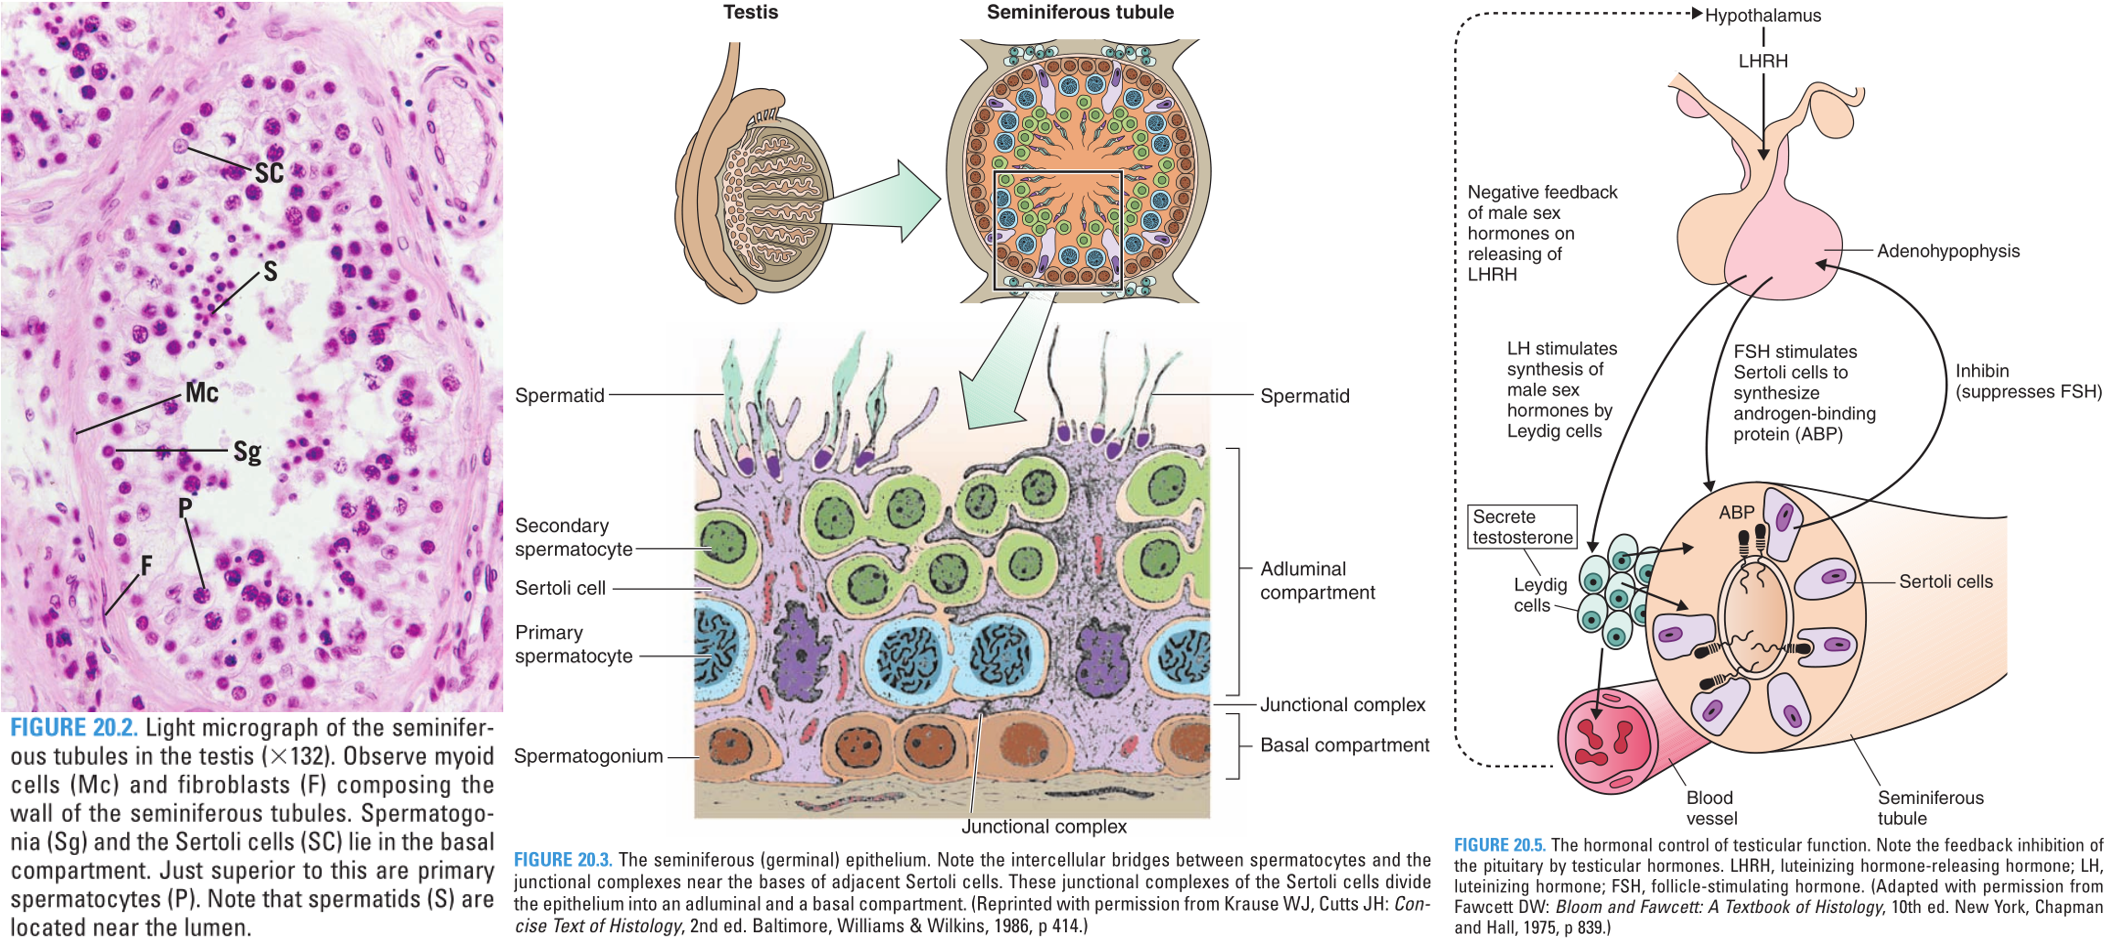 SC
S
Mc
Sg
P
F
FIGURE 20.2. Light micrograph of the seminifer-
ous tubules in the testis (×132). Observe myoid
cells (Mc) and fibroblasts (F) composing the
wall of the seminiferous tubules. Spermatogo-
nia (Sg) and the Sertoli cells (SC) lie in the basal
compartment. Just superior to this are primary
spermatocytes (P). Note that spermatids (S) are
located near the lumen.
Testis
Seminiferous tubule
Spermatid
Secondary
spermatocyte
Sertoli cell
Primary
spermatocyte
Spermatogonium
Spermatid
Adluminal
compartment
Junctional complex
Basal compartment
Junctional complex
FIGURE 20.3. The seminiferous (germinal) epithelium. Note the intercellular bridges between spermatocytes and the
junctional complexes near the bases of adjacent Sertoli cells. These junctional complexes of the Sertoli cells divide
the epithelium into an adluminal and a basal compartment. (Reprinted with permission from Krause WJ, Cutts JH: Con-
cise Text of Histology, 2nd ed. Baltimore, Williams & Wilkins, 1986, p 414.)
Hypothalamus
LHRH
Negative feedback
of male sex
hormones on
releasing of
LHRH
Adenohypophysis
LH stimulates
synthesis of
male sex
hormones by
Leydig cells
FSH stimulates
Sertoli cells to
synthesize
androgen-binding
protein (ABP)
Inhibin
(suppresses FSH)
Secrete
testosterone
ABP
Leydig
cells
Sertoli cells
Blood
vessel
Seminiferous
tubule
FIGURE 20.5. The hormonal control of testicular function. Note the feedback inhibition of
the pituitary by testicular hormones. LHRH, luteinizing hormone-releasing hormone; LH,
luteinizing hormone; FSH, follicle-stimulating hormone. (Adapted with permission from
Fawcett DW: Bloom and Fawcett: A Textbook of Histology, 10th ed. New York, Chapman
and Hall, 1975, p 839.)